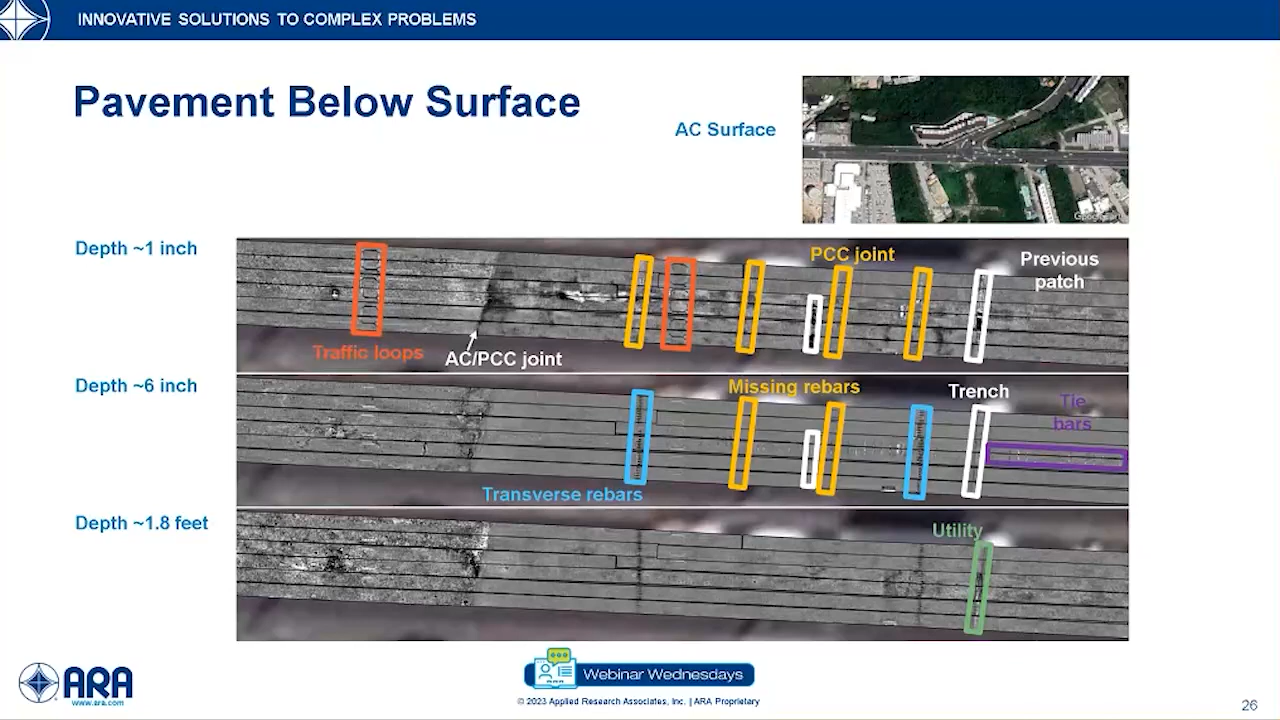 INNOVATIVE SOLUTIONS TO COMPLEX PROBLEMS
Pavement Below Surface
AC Surface
Depth ~1 inch
PCC joint
Previous
patch
Traffic loops
AC/PCC joint
Depth ~6 inch
Missing rebars
Trench
Tie
bars
Transverse rebars
Depth ~1.8 feet
Utility
ARA
www.ara.com
Webinar Wednesdays
© 2023 Applied Research Associates, Inc. | ARA Proprietary
26